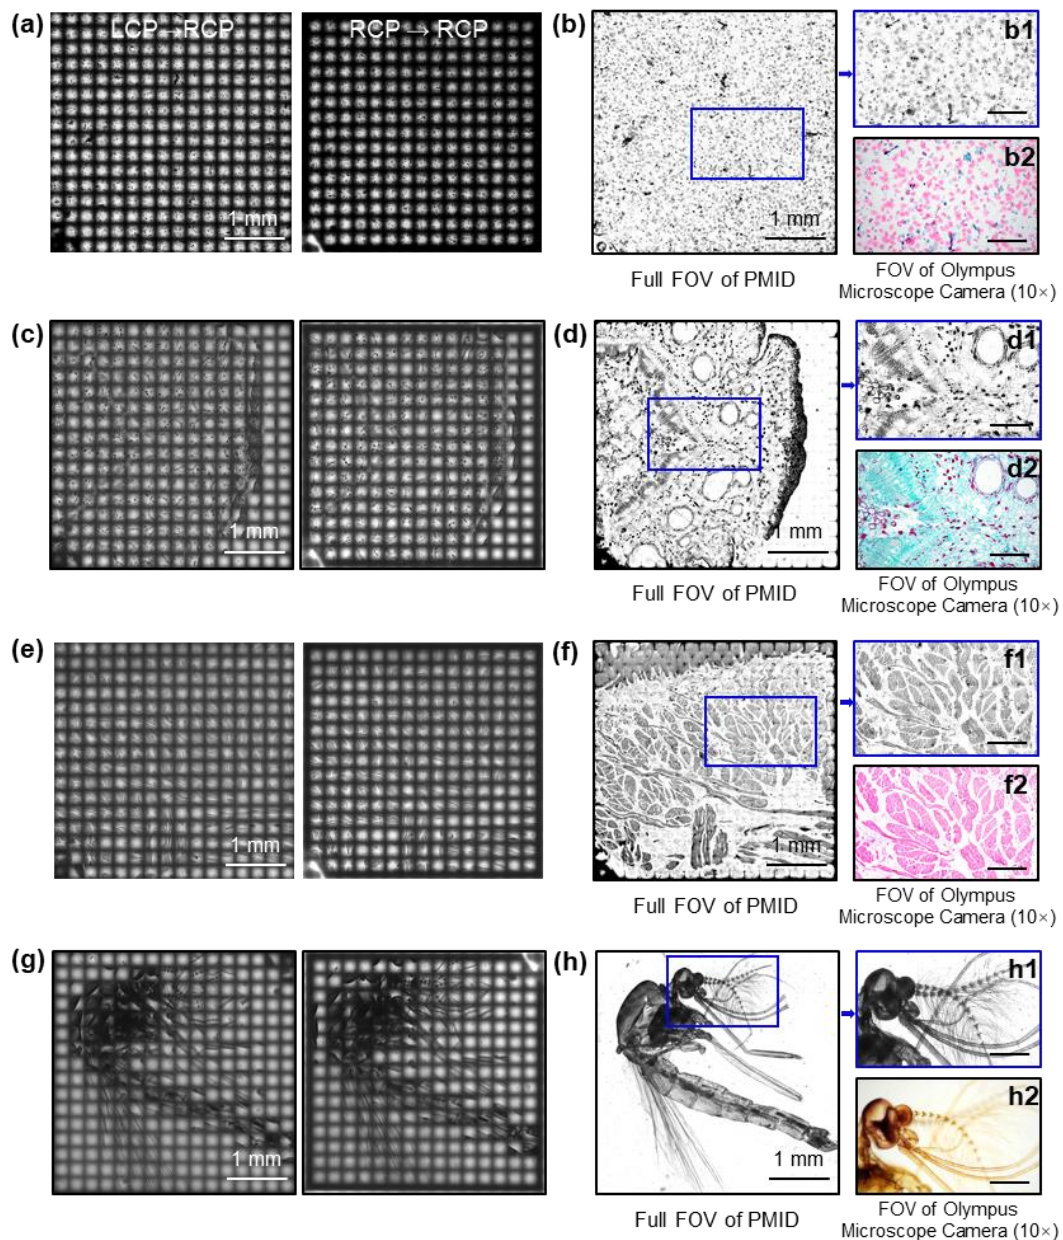 (a)
LCP→RCP
1 mm
RCP → RCP
(b)
1 mm
Full FOV of PMID
b1
b2
FOV of Olympus
Microscope Camera (10×)
(c)
1 mm
(d)
1 mm
Full FOV of PMID
d1
d2
FOV of Olympus
Microscope Camera (10×)
(e)
1 mm
(f)
1 mm
Full FOV of PMID
f1
f2
FOV of Olympus
Microscope Camera (10×)
(g)
1 mm
(h)
1 mm
Full FOV of PMID
h1
h2
FOV of Olympus
Microscope Camera (10×)